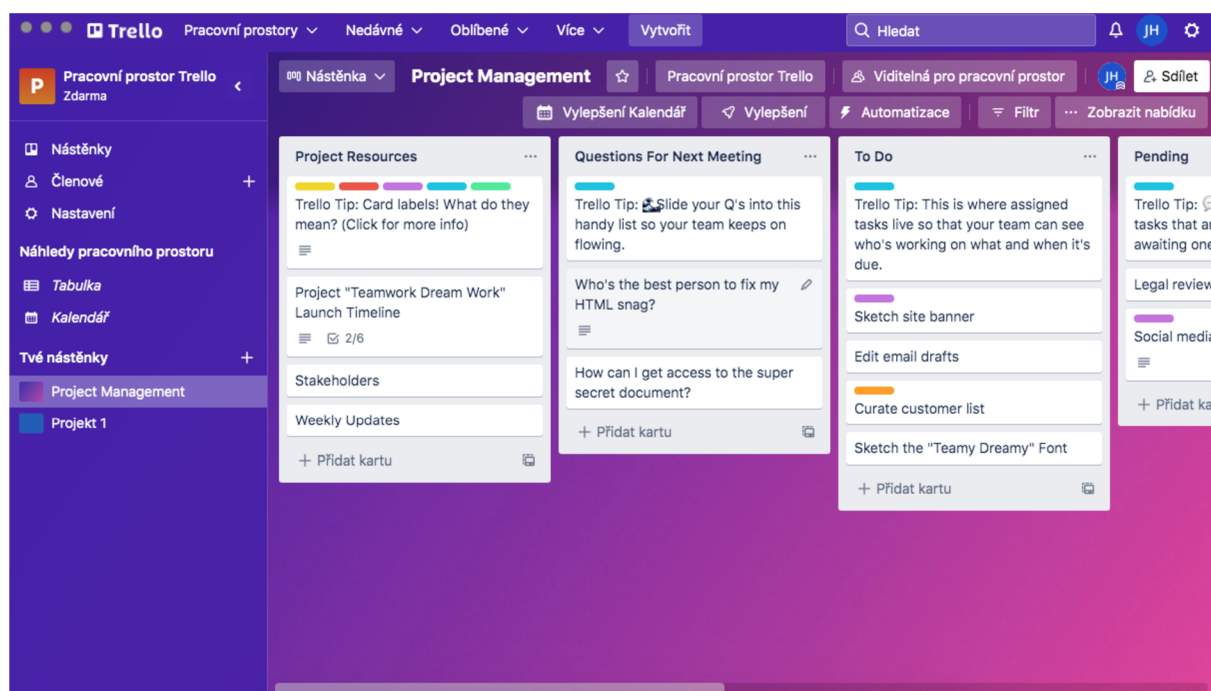 Trello Pracovní prostory Nedávné Oblíbené Více Vytvořit Hledat JH
P Pracovní prostor Trello
Zdarma
Nástěnka Project Management Pracovní prostor Trello Viditelná pro pracovní prostor JH Sdílet
Vylepšení Kalendář Vylepšení Automatizace Filtr Zobrazit nabídku
Nástěnky
Členové
Nastavení
Náhledy pracovního prostoru
Tabulka
Kalendář
Tvé nástěnky
Project Management
Projekt 1
Project Resources
Trello Tip: Card labels! What do they
mean? (Click for more info)
Project "Teamwork Dream Work"
Launch Timeline
2/6
Stakeholders
Weekly Updates
+ Přidat kartu
Questions For Next Meeting
Trello Tip: 🌊Slide your Q's into this
handy list so your team keeps on
flowing.
Who's the best person to fix my
HTML snag?
How can I get access to the super
secret document?
+ Přidat kartu
To Do
Trello Tip: This is where assigned
tasks live so that your team can see
who's working on what and when it's
due.
Sketch site banner
Edit email drafts
Curate customer list
Sketch the "Teamy Dreamy" Font
+ Přidat kartu
Pending
Trello Tip: 💬
tasks that
awaiting
Legal review
Social
+ Přidat